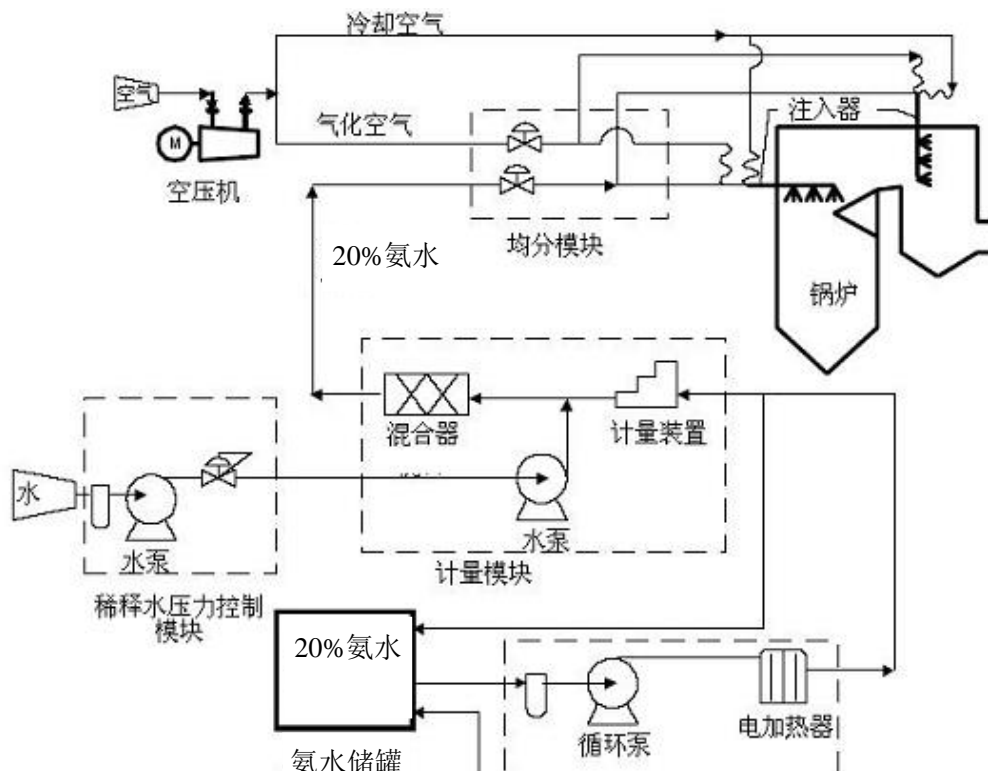 冷却空气
空气
气化空气
注入器
M
空压机
均分模块
20%氨水
锅炉
混合器
计量装置
水
水泵
水泵
计量模块
稀释水压力控制
模块
20%氨水
电加热器
循环泵
氨水储罐